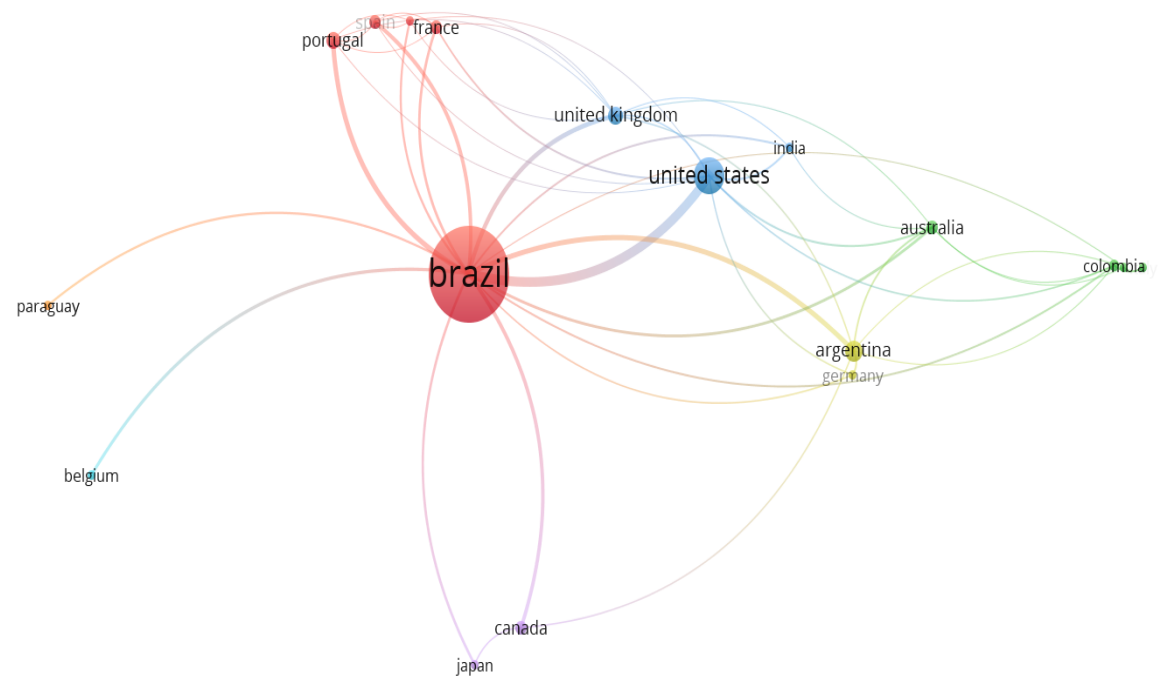 spain
france
portugal
united kingdom
india
united states
australia
colombia
brazil
paraguay
argentina
germany
belgium
canada
japan